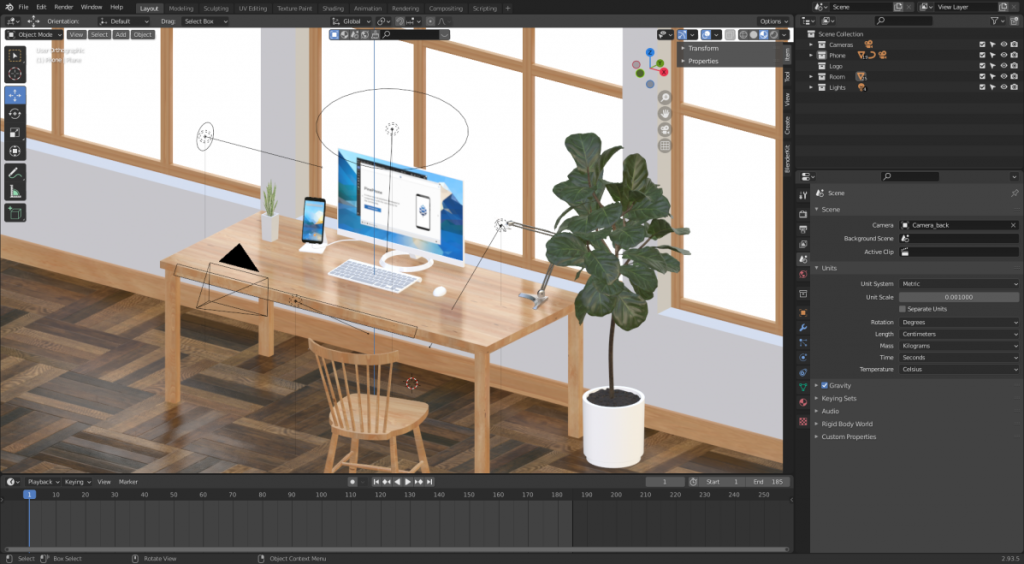 File Edit Render Window Help Layout Modeling Sculpting UV Editing Texture Paint Shading Animation Rendering Compositing Scripting + Scene View Layer
Orientation: Default Drag: Select Box Global Options
Object Mode View Select Add Object
Transform
Properties
Item
Tool
View
Create
BlenderKit
Scene Collection
Cameras
Phone
Logo
Room
Lights
Scene
Scene
Camera Camera_back
Background Scene
Active Clip
Units
Unit System Metric
Unit Scale 0.001000
Separate Units
Rotation Degrees
Length Centimeters
Mass Kilograms
Time Seconds
Temperature Celsius
Gravity
Keying Sets
Audio
Rigid Body World
Custom Properties
Playback Keying View Marker 1 Start 1 End 185
1 10 20 30 40 50 60 70 80 90 100 110 120 130 140 150 160 170 180 190 200 210 220 230 240 250
Select Box Select Rotate View Object Context Menu 2.93.5